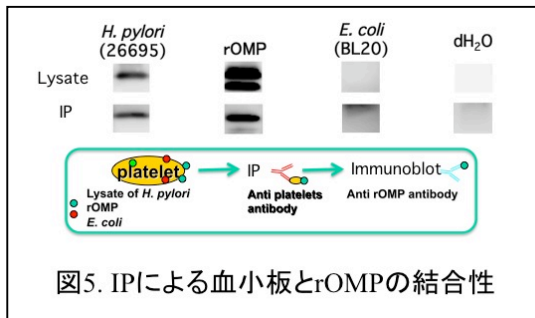 H. pylori
(26695)
rOMP
E. coli
(BL20)
dH₂O
Lysate
IP
platelet
IP
Immunoblot
Lysate of H. pylori
rOMP
E. coli
Anti platelets
antibody
Anti rOMP antibody
図5. IPによる血小板とrOMPの結合性